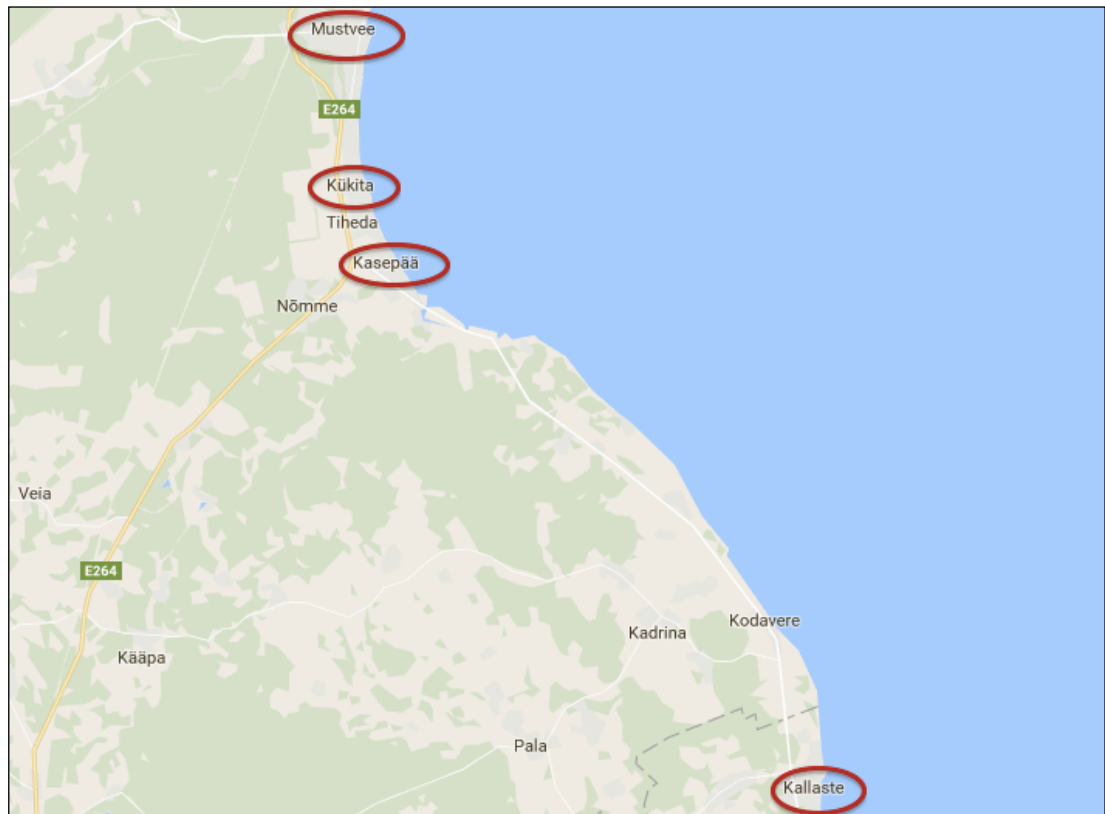 Mustvee
E264
Kükita
Tiheda
Kasepää
Nõmme
Veia
E264
Kodavere
Kadrina
Kääpa
Pala
Kallaste